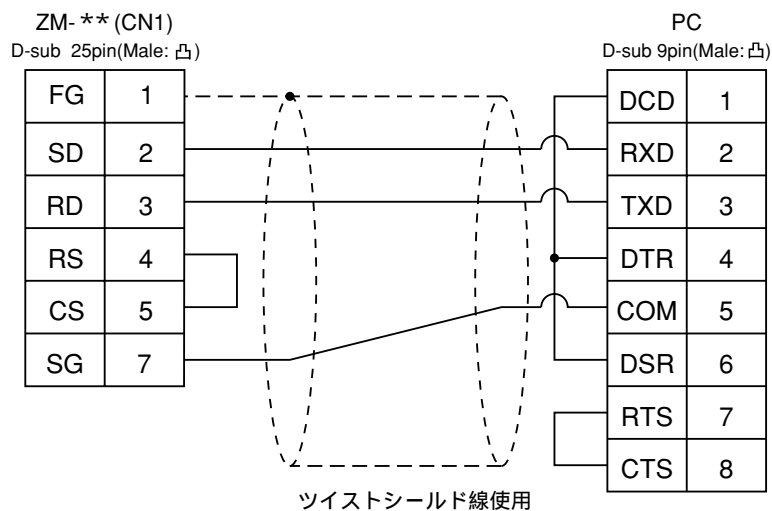 ZM-**(CN1)
D-sub 25pin(Male: 凸)
FG 1
SD 2
RD 3
RS 4
CS 5
SG 7
PC
D-sub 9pin(Male:凸)
DCD 1
RXD 2
TXD 3
DTR 4
COM 5
DSR 6
RTS 7
CTS 8
ツイストシールド線使用